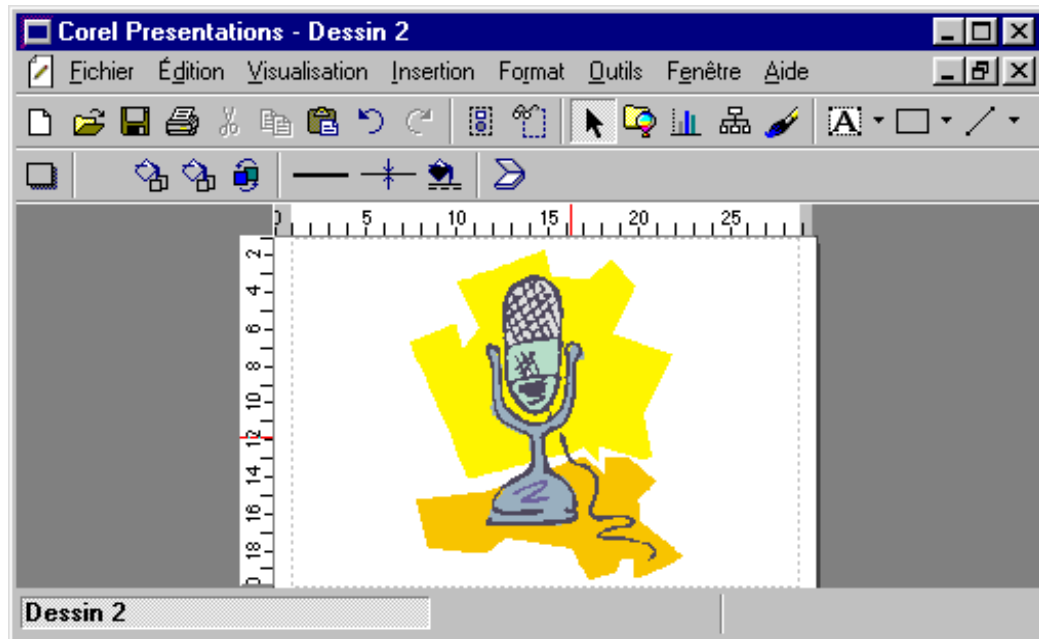 Corel Presentations - Dessin 2
Fichier Édition Visualisation Insertion Format Outils Fenêtre Aide
A
0 5 10 15 20 25
2
4
6
8
10
12
14
16
18
Dessin 2